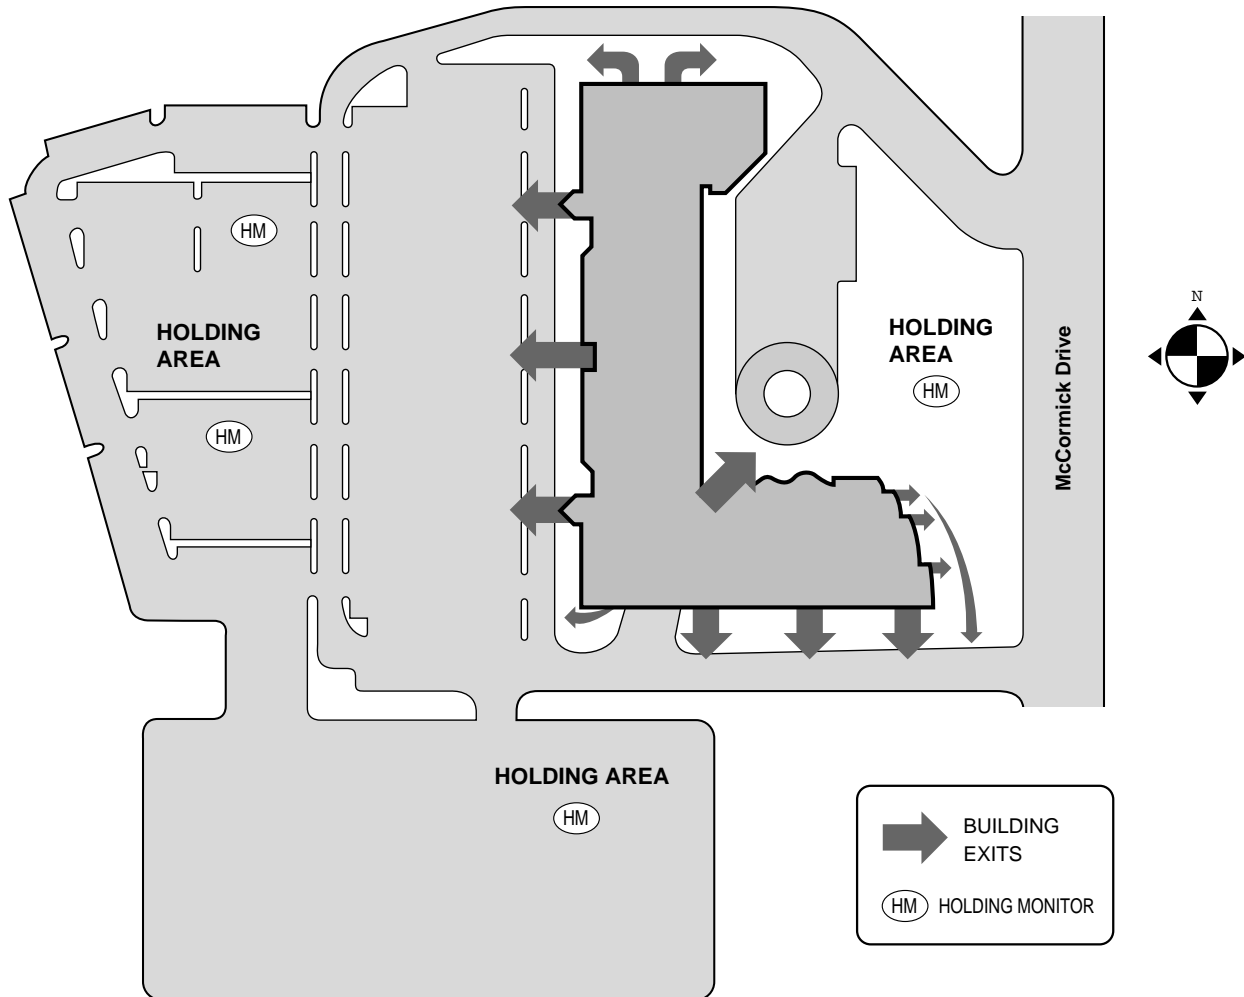 N
HM
HOLDING
AREA
HM
HOLDING
AREA
HM
McCormick Drive
HOLDING AREA
HM
BUILDING
EXITS
HM HOLDING MONITOR